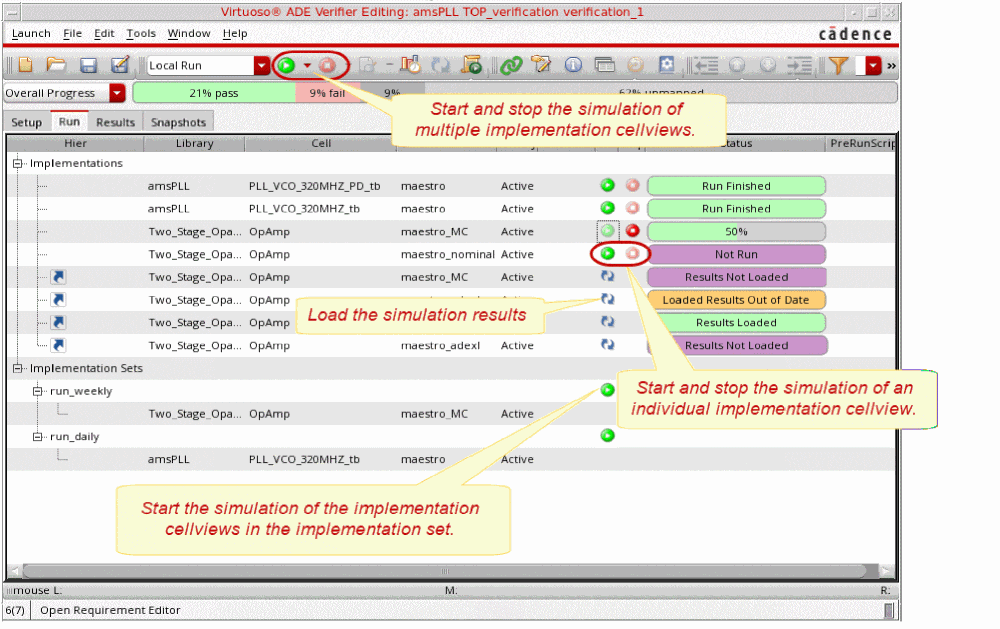 Virtuoso® ADE Verifier Editing: amsPLL TOP_verification verification_1
Launch File Edit Tools Window Help
cādence
Local Run
»
Overall Progress
21% pass
9% fail
9%
62% unmapped
Start and stop the simulation of
multiple implementation cellviews.
Setup Run Results Snapshots
Hier Library Cell Status PreRunScrip
Implementations
amsPLL PLL_VCO_320MHZ_PD_tb maestro Active Run Finished
amsPLL PLL_VCO_320MHZ_tb maestro Active Run Finished
Two_Stage_Opa... OpAmp maestro_MC Active 50%
Two_Stage_Opa... OpAmp maestro_nominal Active Not Run
Two_Stage_Opa... OpAmp maestro_MC Active Results Not Loaded
Two_Stage_Opa... OpAmp Loaded Results Out of Date
Load the simulation results
Two_Stage_Opa... OpAmp Results Loaded
Two_Stage_Opa... OpAmp maestro_adexl Active Results Not Loaded
Implementation Sets
Start and stop the simulation of an
individual implementation cellview.
run_weekly
Two_Stage_Opa... OpAmp maestro_MC Active
run_daily
amsPLL PLL_VCO_320MHZ_tb maestro Active
Start the simulation of the implementation
cellviews in the implementation set.
mouse L: M: R:
6(7) Open Requirement Editor